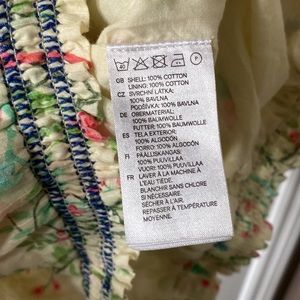 40
P
GB SHELL: 100% COTTON
LINING: 100% COTTON
CZ SVRCHNÍ LÁTKA:
100% BAVLNA
PODŠÍVKA: 100% BAVLNA
DE OBERMATERIAL:
100% BAUMWOLLE
FUTTER: 100% BAUMWOLLE
ES TELA EXTERIOR:
100% ALGODÓN
FORRO: 100% ALGODÓN
FI PÄÄLLISKANGAS:
100% PUUVILLAA
VUORI: 100% PUUVILLAA
FR LAVER À LA MACHINE À
L'EAU TIÈDE.
BLANCHIR SANS CHLORE
SI NÉCESSAIRE.
SÉCHER À L'AIR.
REPASSER À TEMPÉRATURE
MOYENNE.